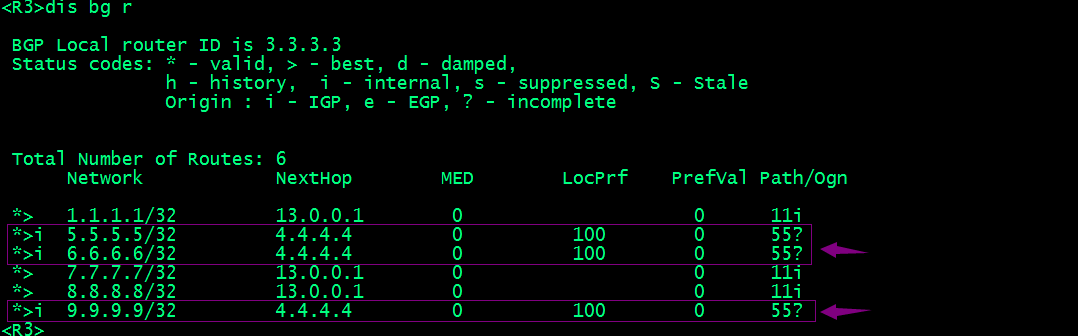 <R3>dis bg r
BGP Local router ID is 3.3.3.3
Status codes: * - valid, > - best, d - damped,
h - history,  i - internal, s - suppressed, S - Stale
Origin : i - IGP, e - EGP, ? - incomplete
Total Number of Routes: 6
Network            NextHop        MED        LocPrf    PrefVal Path/Ogn
*>   1.1.1.1/32         13.0.0.1        0                     0      11i
*>i  5.5.5.5/32         4.4.4.4         0          100        0      55?
*>i  6.6.6.6/32         4.4.4.4         0          100        0      55?
*>   7.7.7.7/32         13.0.0.1        0                     0      11i
*>   8.8.8.8/32         13.0.0.1        0                     0      11i
*>i  9.9.9.9/32         4.4.4.4         0          100        0      55?
<R3>